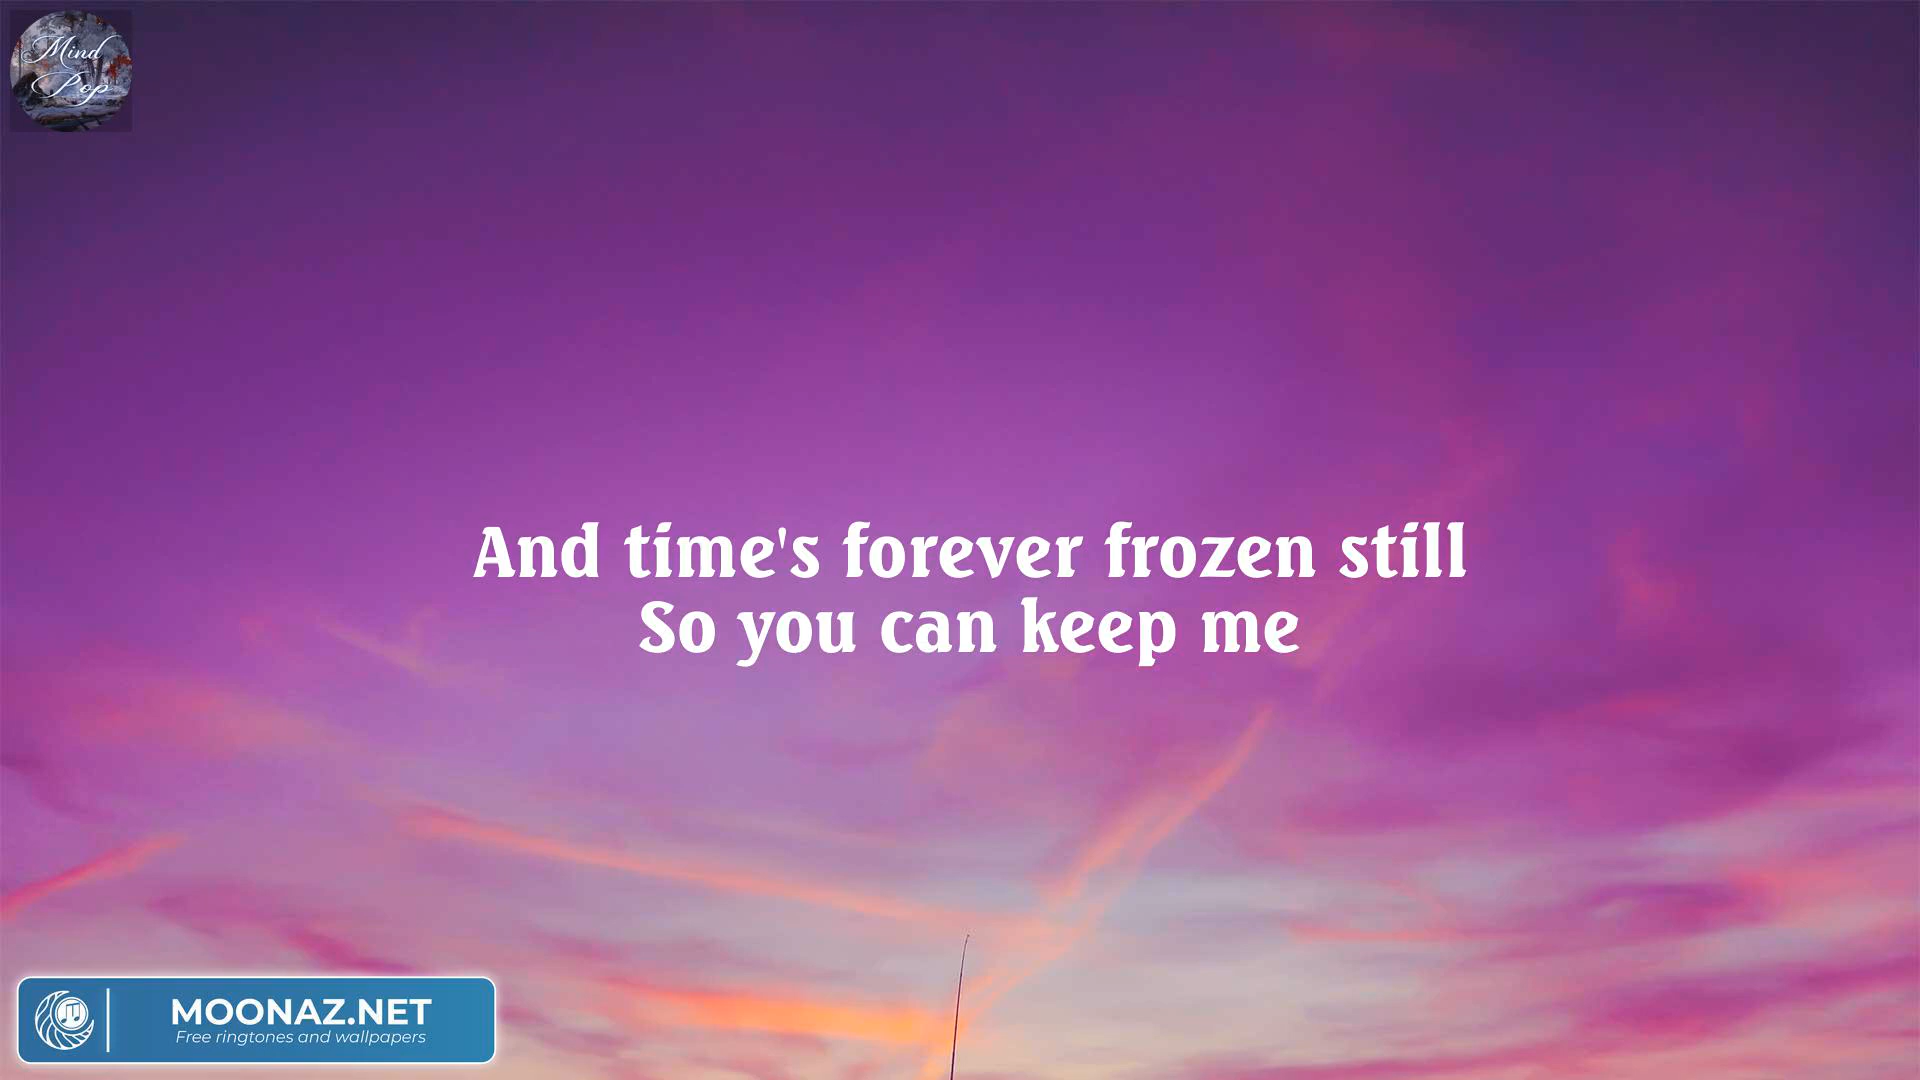 Mind
Pop
And time's forever frozen still
So you can keep me
MOONAZ.NET
Free ringtones and wallpapers